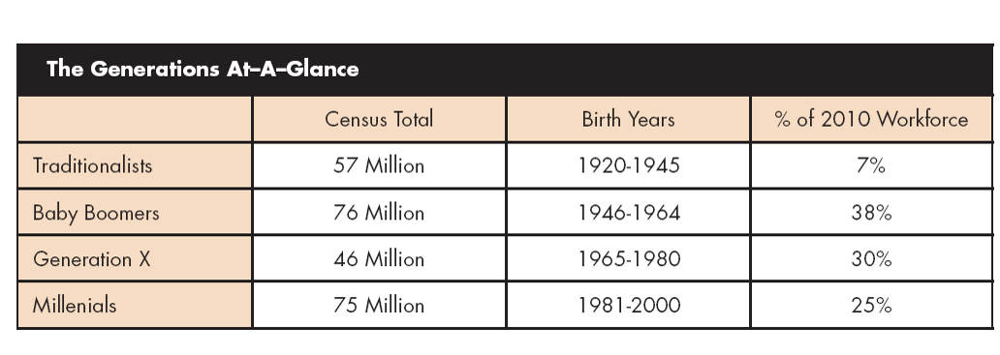 The Generations At–A–Glance
Census Total Birth Years % of 2010 Workforce
Traditionalists 57 Million 1920-1945 7%
Baby Boomers 76 Million 1946-1964 38%
Generation X 46 Million 1965-1980 30%
Millenials 75 Million 1981-2000 25%